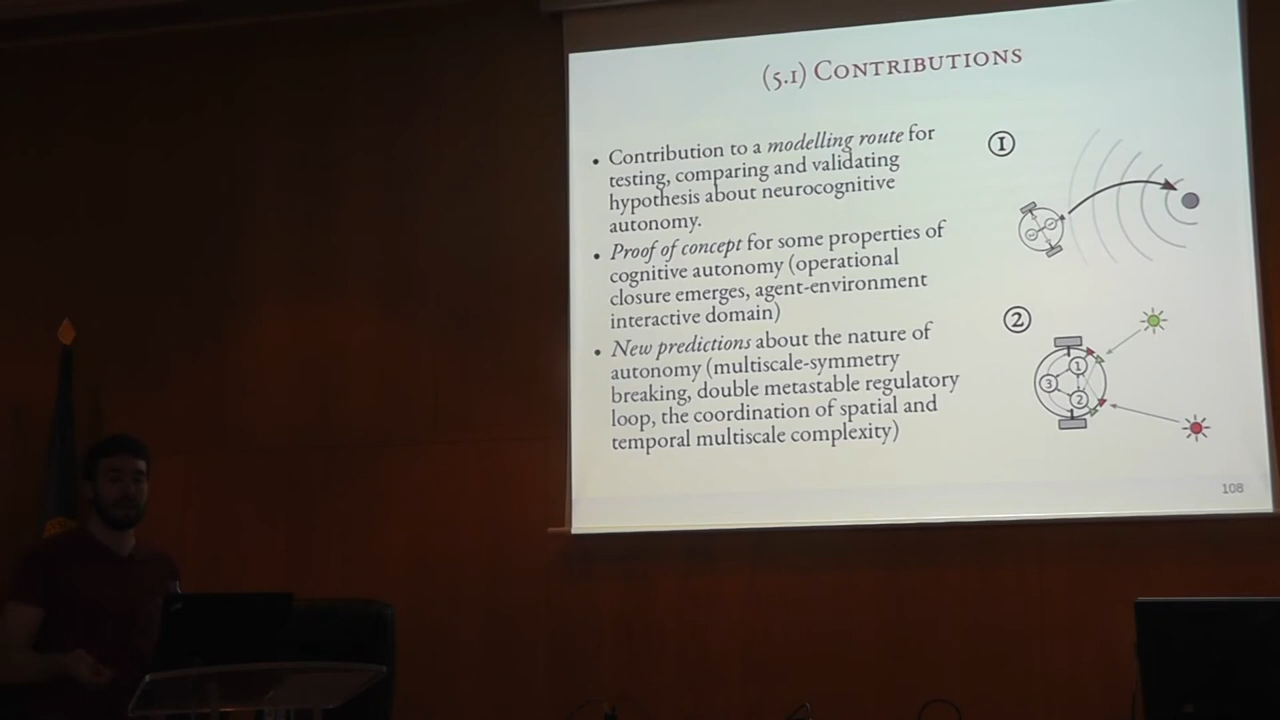 (5.1) CONTRIBUTIONS
• Contribution to a modelling route for
testing, comparing and validating
hypothesis about neurocognitive
autonomy.
• Proof of concept for some properties of
cognitive autonomy (operational
closure emerges, agent-environment
interactive domain)
• New predictions about the nature of
autonomy (multiscale-symmetry
breaking, double metastable regulatory
loop, the coordination of spatial and
temporal multiscale complexity)
1
2
1
3
2
108